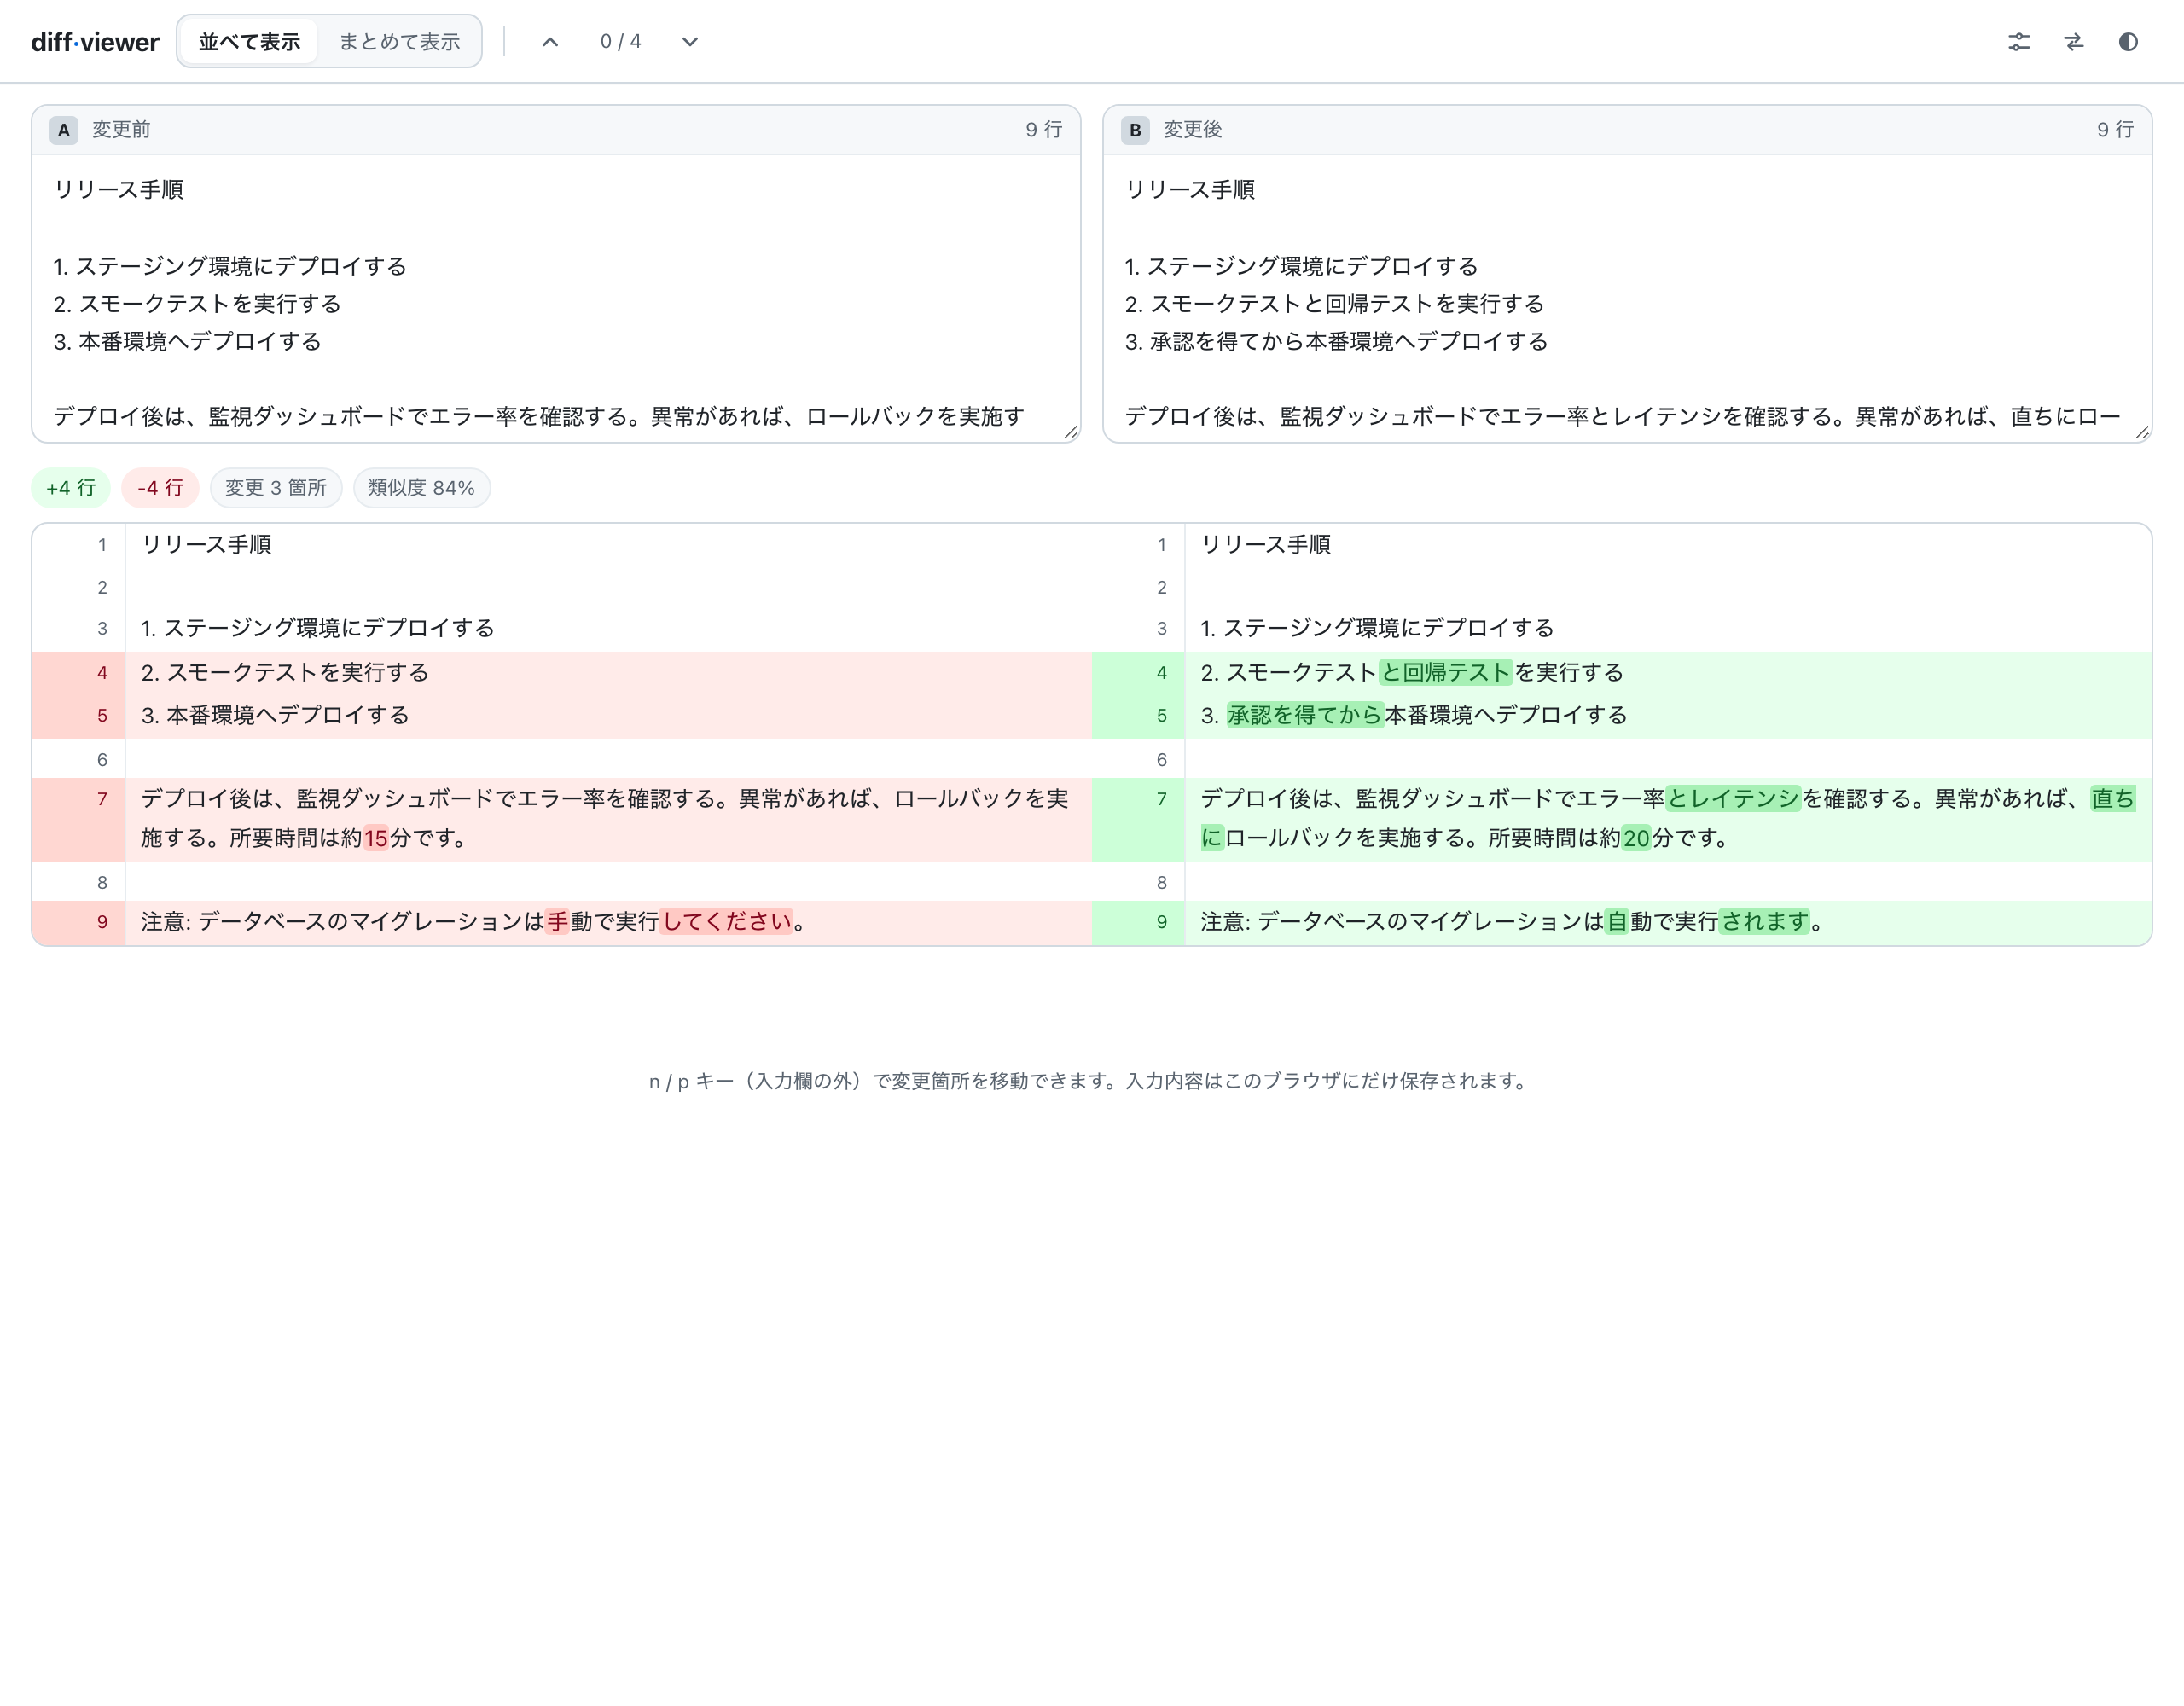 diff·viewer 並べて表示 まとめて表示 0 / 4
A 変更前 9 行
リリース手順
1. ステージング環境にデプロイする
2. スモークテストを実行する
3. 本番環境へデプロイする
デプロイ後は、監視ダッシュボードでエラー率を確認する。異常があれば、ロールバックを実施す
B 変更後 9 行
リリース手順
1. ステージング環境にデプロイする
2. スモークテストと回帰テストを実行する
3. 承認を得てから本番環境へデプロイする
デプロイ後は、監視ダッシュボードでエラー率とレイテンシを確認する。異常があれば、直ちにロー
+4 行 -4 行 変更 3 箇所 類似度 84%
1 リリース手順 1 リリース手順
2 2
3 1. ステージング環境にデプロイする 3 1. ステージング環境にデプロイする
4 2. スモークテストを実行する 4 2. スモークテストと回帰テストを実行する
5 3. 本番環境へデプロイする 5 3. 承認を得てから本番環境へデプロイする
6 6
7 デプロイ後は、監視ダッシュボードでエラー率を確認する。異常があれば、ロールバックを実
施する。所要時間は約15分です。
7 デプロイ後は、監視ダッシュボードでエラー率とレイテンシを確認する。異常があれば、直ち
にロールバックを実施する。所要時間は約20分です。
8 8
9 注意: データベースのマイグレーションは手動で実行してください。 9 注意: データベースのマイグレーションは自動で実行されます。
n / p キー（入力欄の外）で変更箇所を移動できます。入力内容はこのブラウザにだけ保存されます。